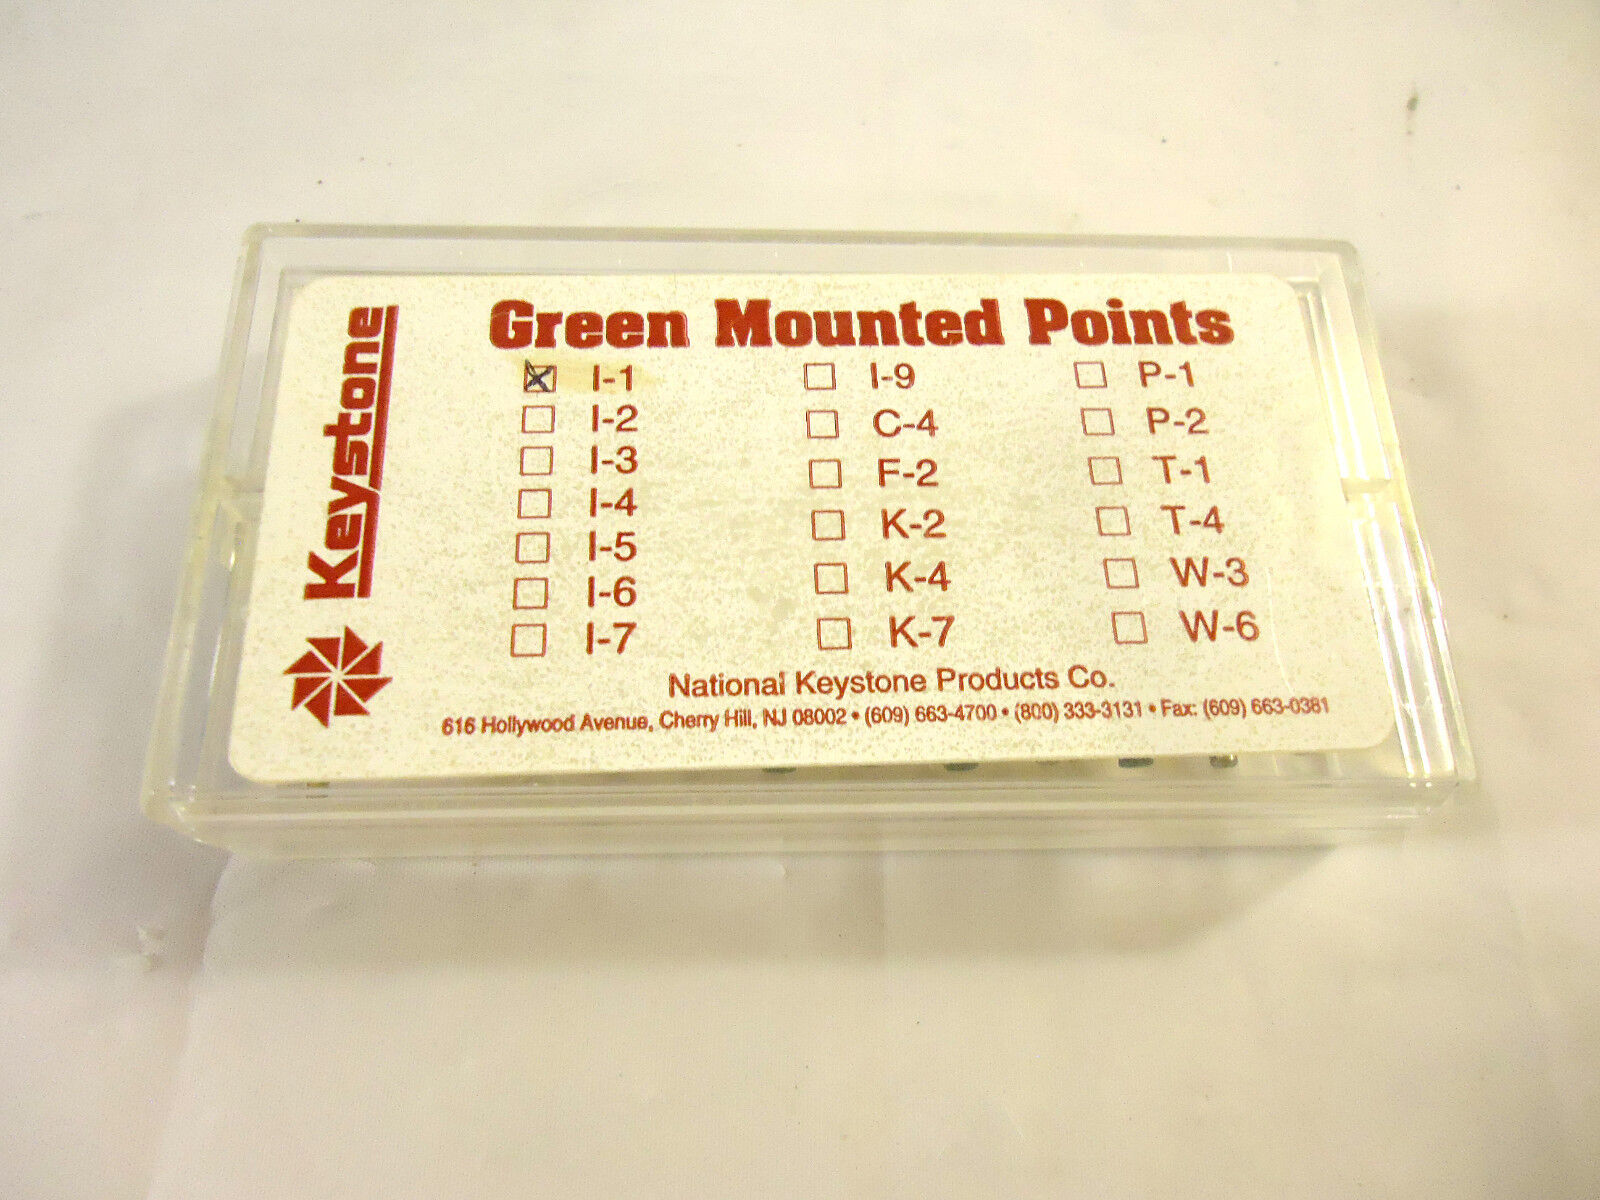 Keystone
Green Mounted Points
I-1
I-2
I-3
I-4
I-5
I-6
I-7
I-9
C-4
F-2
K-2
K-4
K-7
P-1
P-2
T-1
T-4
W-3
W-6
National Keystone Products Co.
616 Hollywood Avenue, Cherry Hill, NJ 08002 • (609) 663-4700 • (800) 333-3131 • Fax: (609) 663-0381